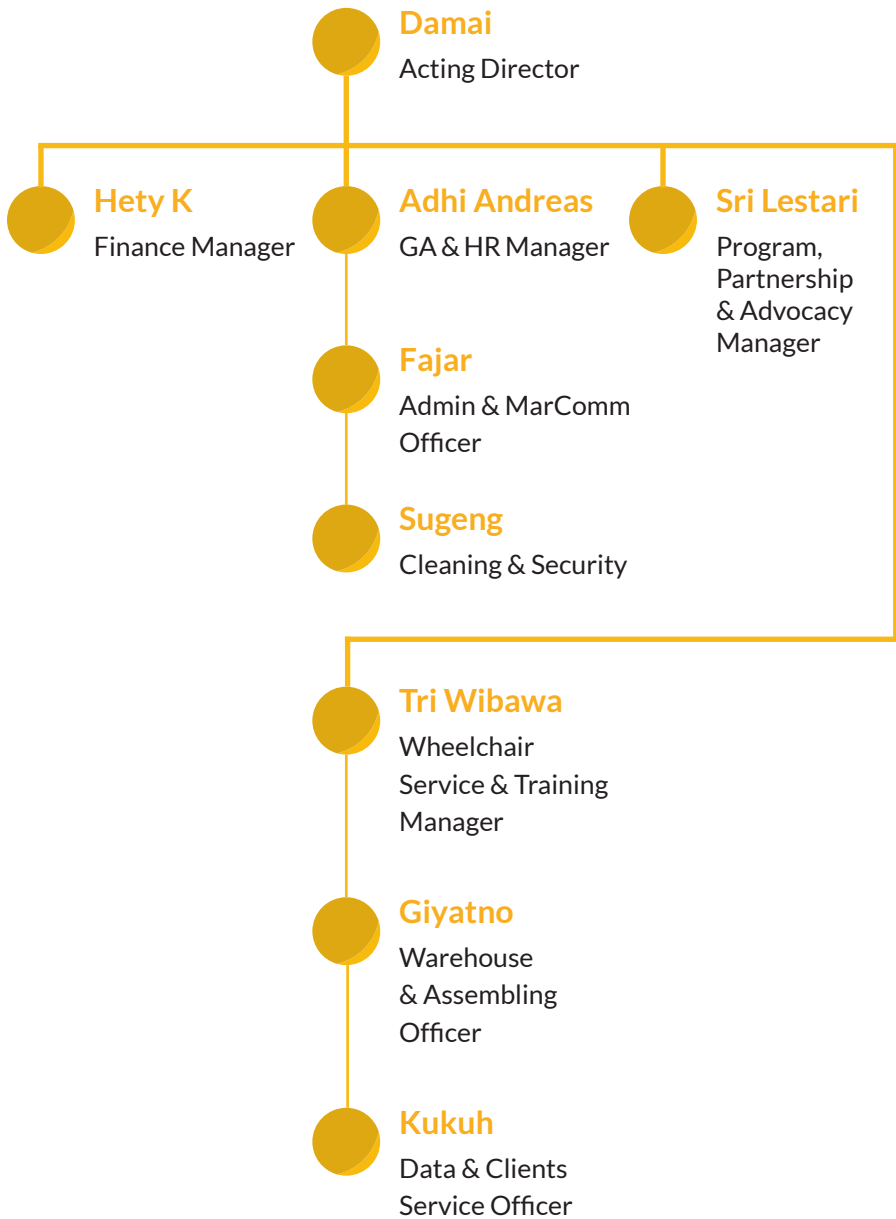 Damai
Acting Director
Hety K
Finance Manager
Adhi Andreas
GA & HR Manager
Sri Lestari
Program,
Partnership
& Advocacy
Manager
Fajar
Admin & MarComm
Officer
Sugeng
Cleaning & Security
Tri Wibawa
Wheelchair
Service & Training
Manager
Giyatno
Warehouse
& Assembling
Officer
Kukuh
Data & Clients
Service Officer